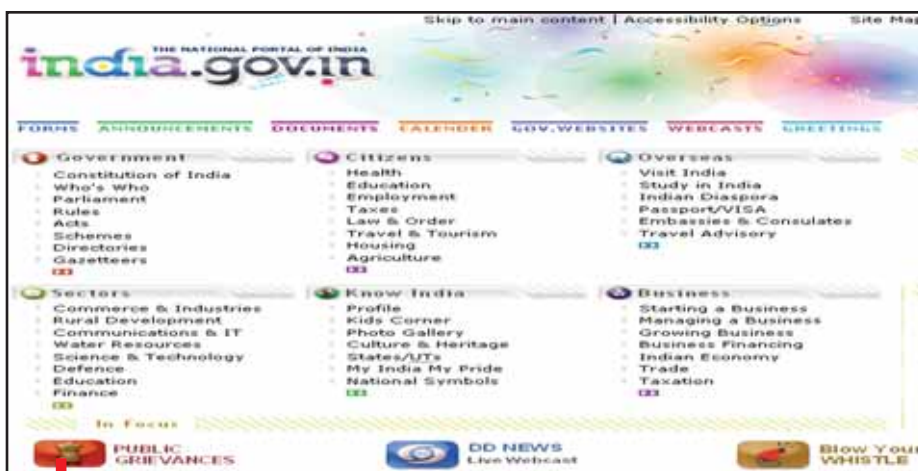 Skip to main content | Accessibility Options Site Map
THE NATIONAL PORTAL OF INDIA
india.gov.in
FORMS ANNOUNCEMENTS DOCUMENTS CALENDER GOV.WEBSITES WEBCASTS GREETINGS
Government
Constitution of India
Who's Who
Parliament
Rules
Acts
Schemes
Directories
Gazetteers
Citizens
Health
Education
Employment
Taxes
Law & Order
Travel & Tourism
Housing
Agriculture
Overseas
Visit India
Study in India
Indian Diaspora
Passport/VISA
Embassies & Consulates
Travel Advisory
Sectors
Commerce & Industries
Rural Development
Communications & IT
Water Resources
Science & Technology
Defence
Education
Finance
Know India
Profile
Kids Corner
Photo Gallery
Culture & Heritage
States/UTs
My India My Pride
National Symbols
Business
Starting a Business
Managing a Business
Growing Business
Business Financing
Indian Economy
Trade
Taxation
In Focus
PUBLIC
GRIEVANCES
DD NEWS
Live Webcast
Blow Your
WHISTLE